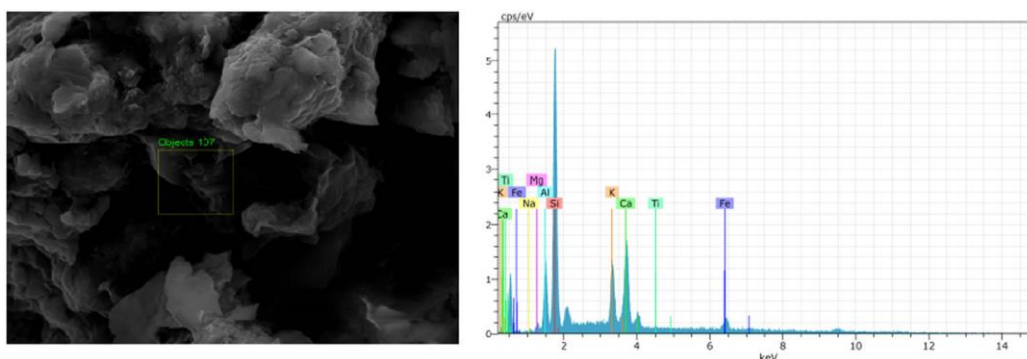 Objects 107
cps/eV
5
4
3
2
1
0
Ti Mg
K Fe Al K
Na Si Ca Ti Fe
Ca
2 4 6 8 10 12 14
keV